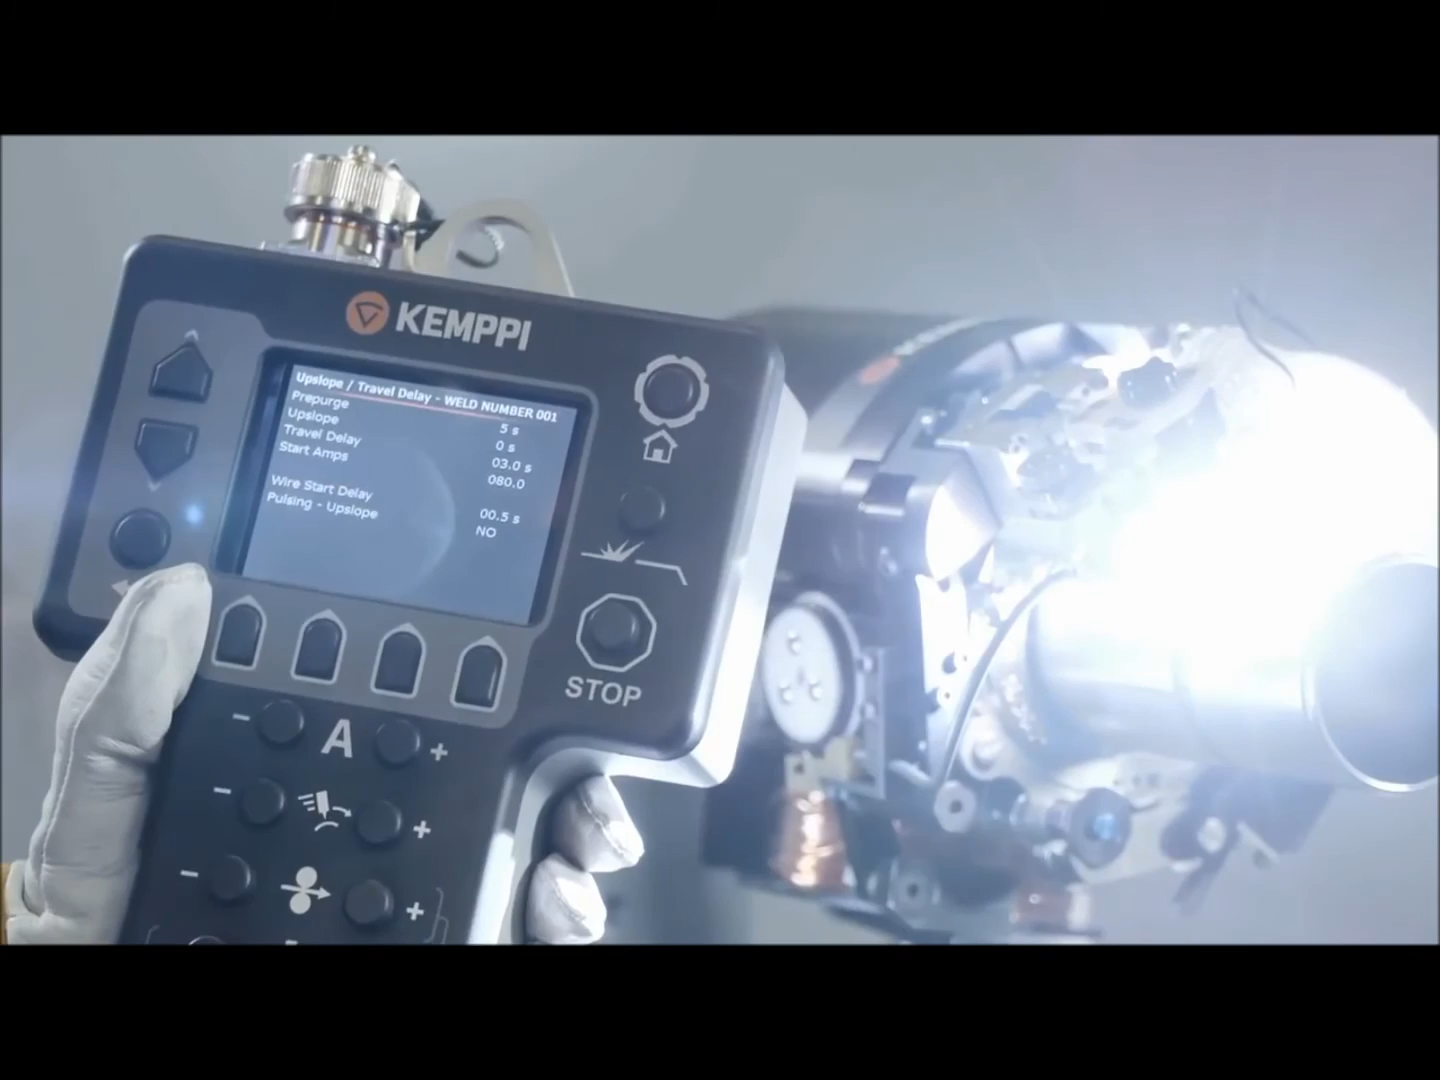 KEMPPI
Upslope / Travel Delay - WELD NUMBER 001
Prepurge 5 s
Upslope 0 s
Travel Delay 03.0 s
Start Amps 080.0
Wire Start Delay 00.5 s
Pulsing - Upslope NO
STOP
- A +
- +
- +